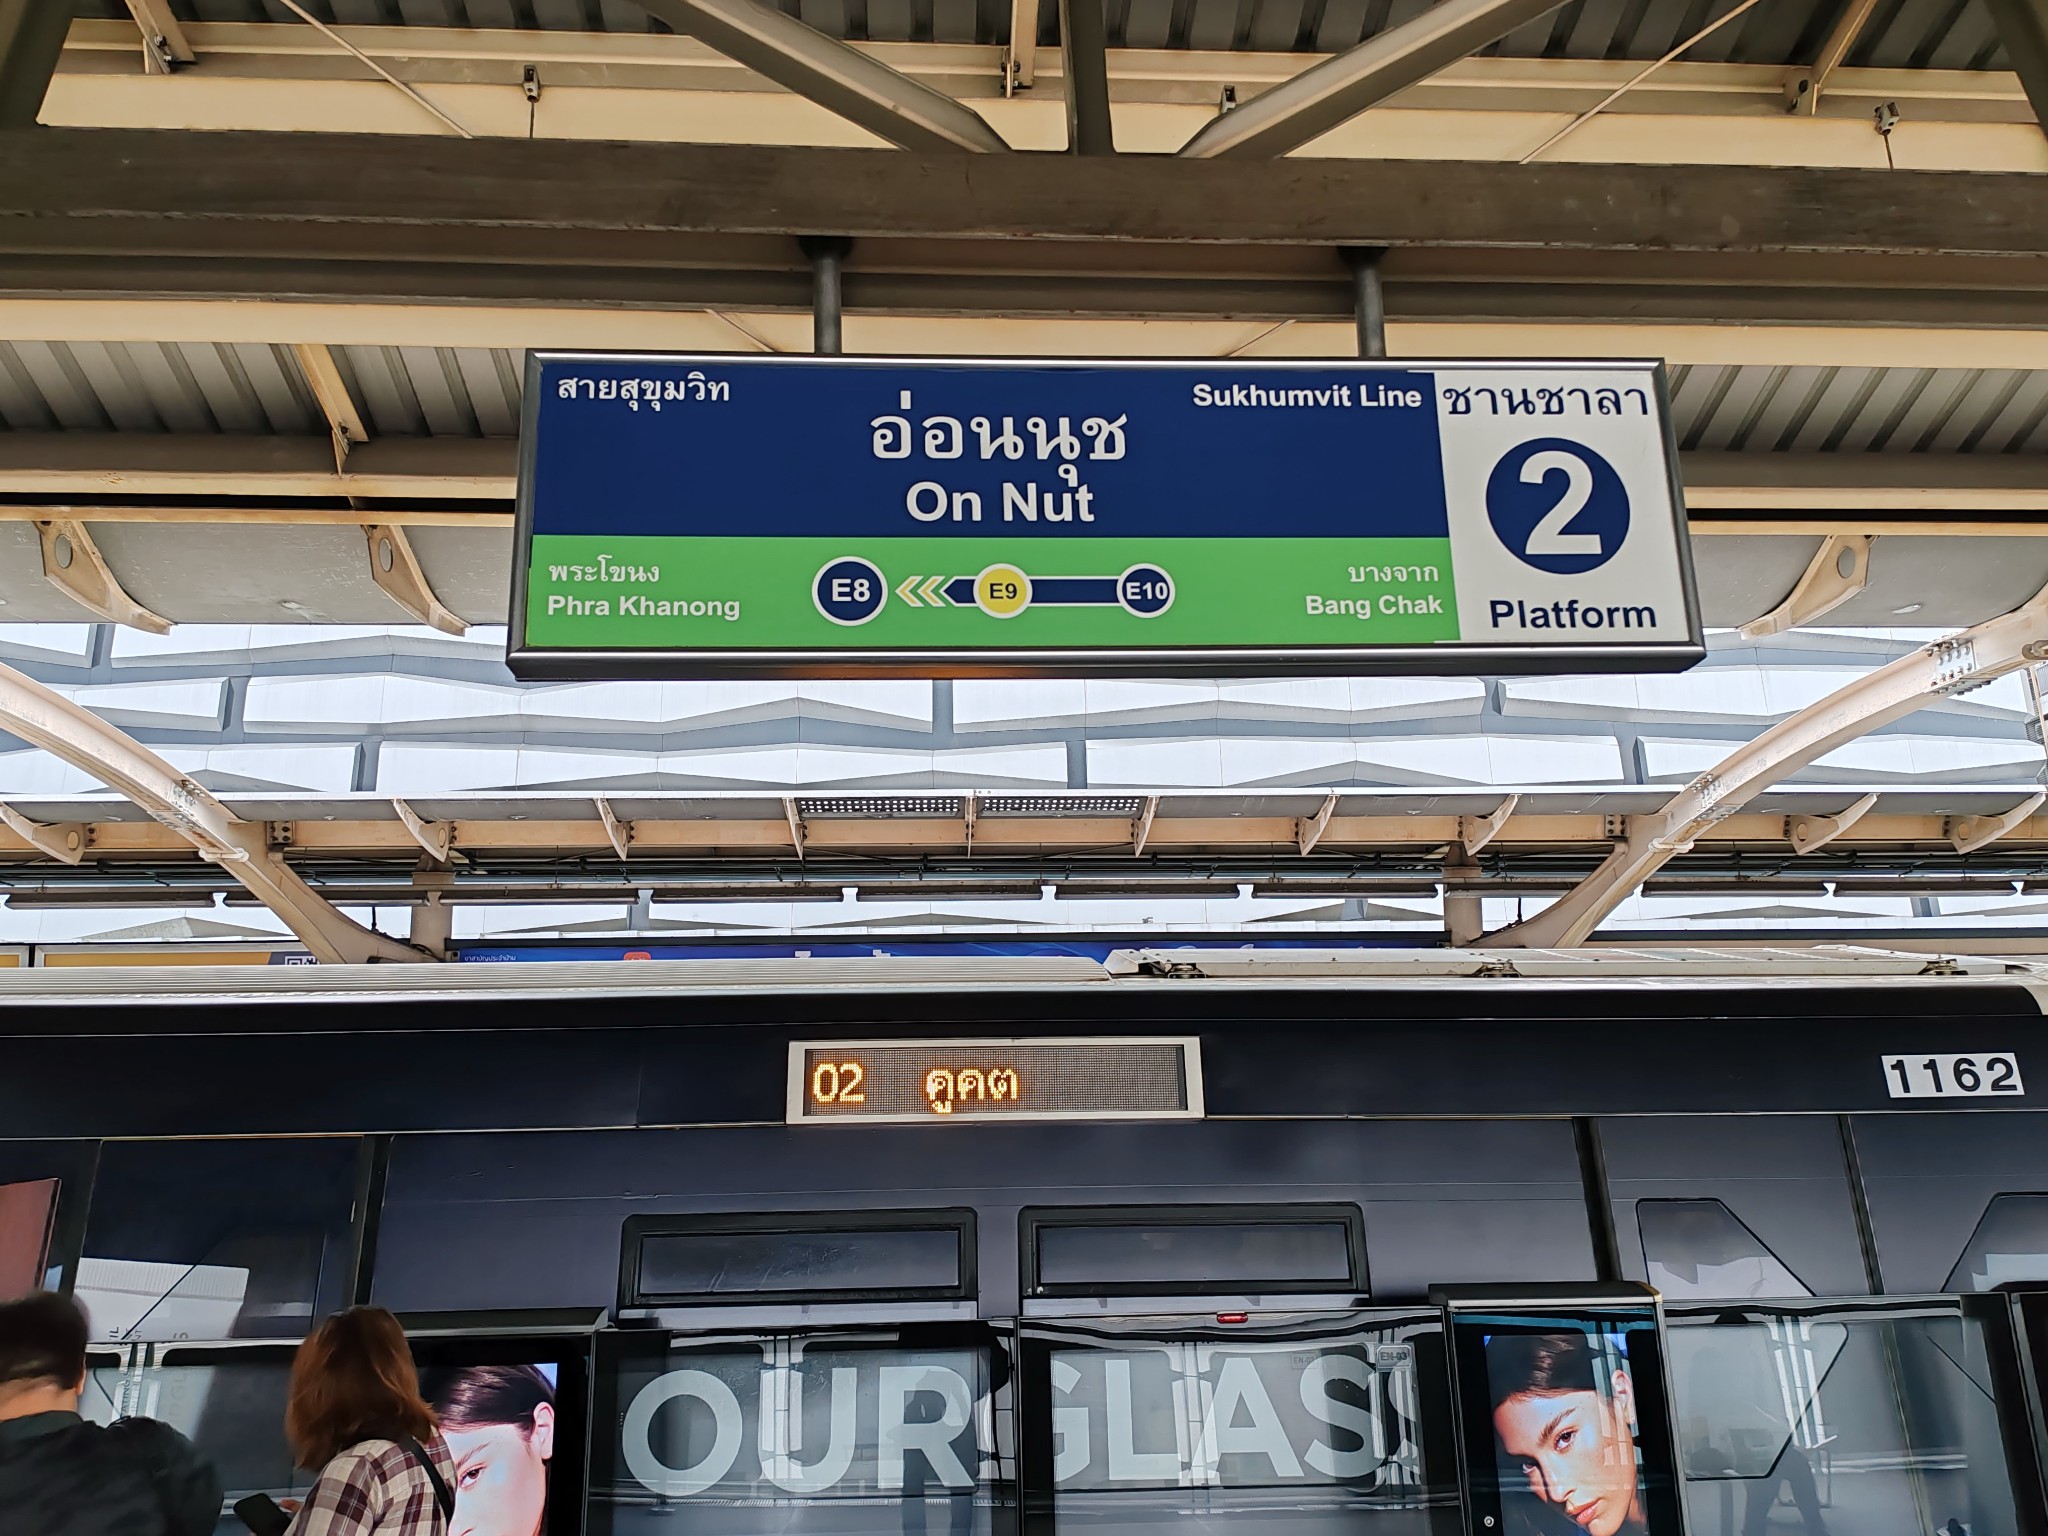 สายสุขุมวิท
Sukhumvit Line
อ่อนนุช
On Nut
พระโขนง
Phra Khanong
E8 E9 E10
บางจาก
Bang Chak
ชานชาลา
2
Platform
02 คูคต
1162
OURGLAS
EN-03